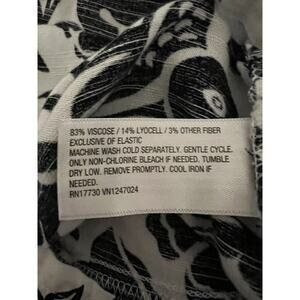 83% VISCOSE / 14% LYOCELL / 3% OTHER FIBER
EXCLUSIVE OF ELASTIC
MACHINE WASH COLD SEPARATELY. GENTLE CYCLE.
ONLY NON-CHLORINE BLEACH IF NEEDED. TUMBLE
DRY LOW. REMOVE PROMPTLY. COOL IRON IF
NEEDED.
RN17730 VN1247024